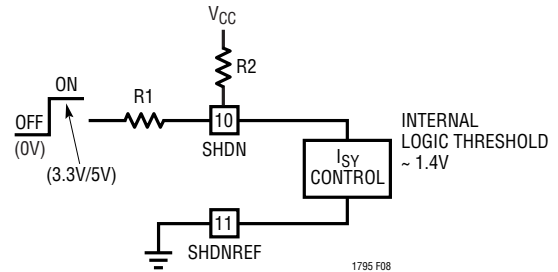 VCC
R2
ON
R1
OFF
(0V)
(3.3V/5V)
10
SHDN
ISY
CONTROL
INTERNAL
LOGIC THRESHOLD
~ 1.4V
11
SHDNREF
1795 F08